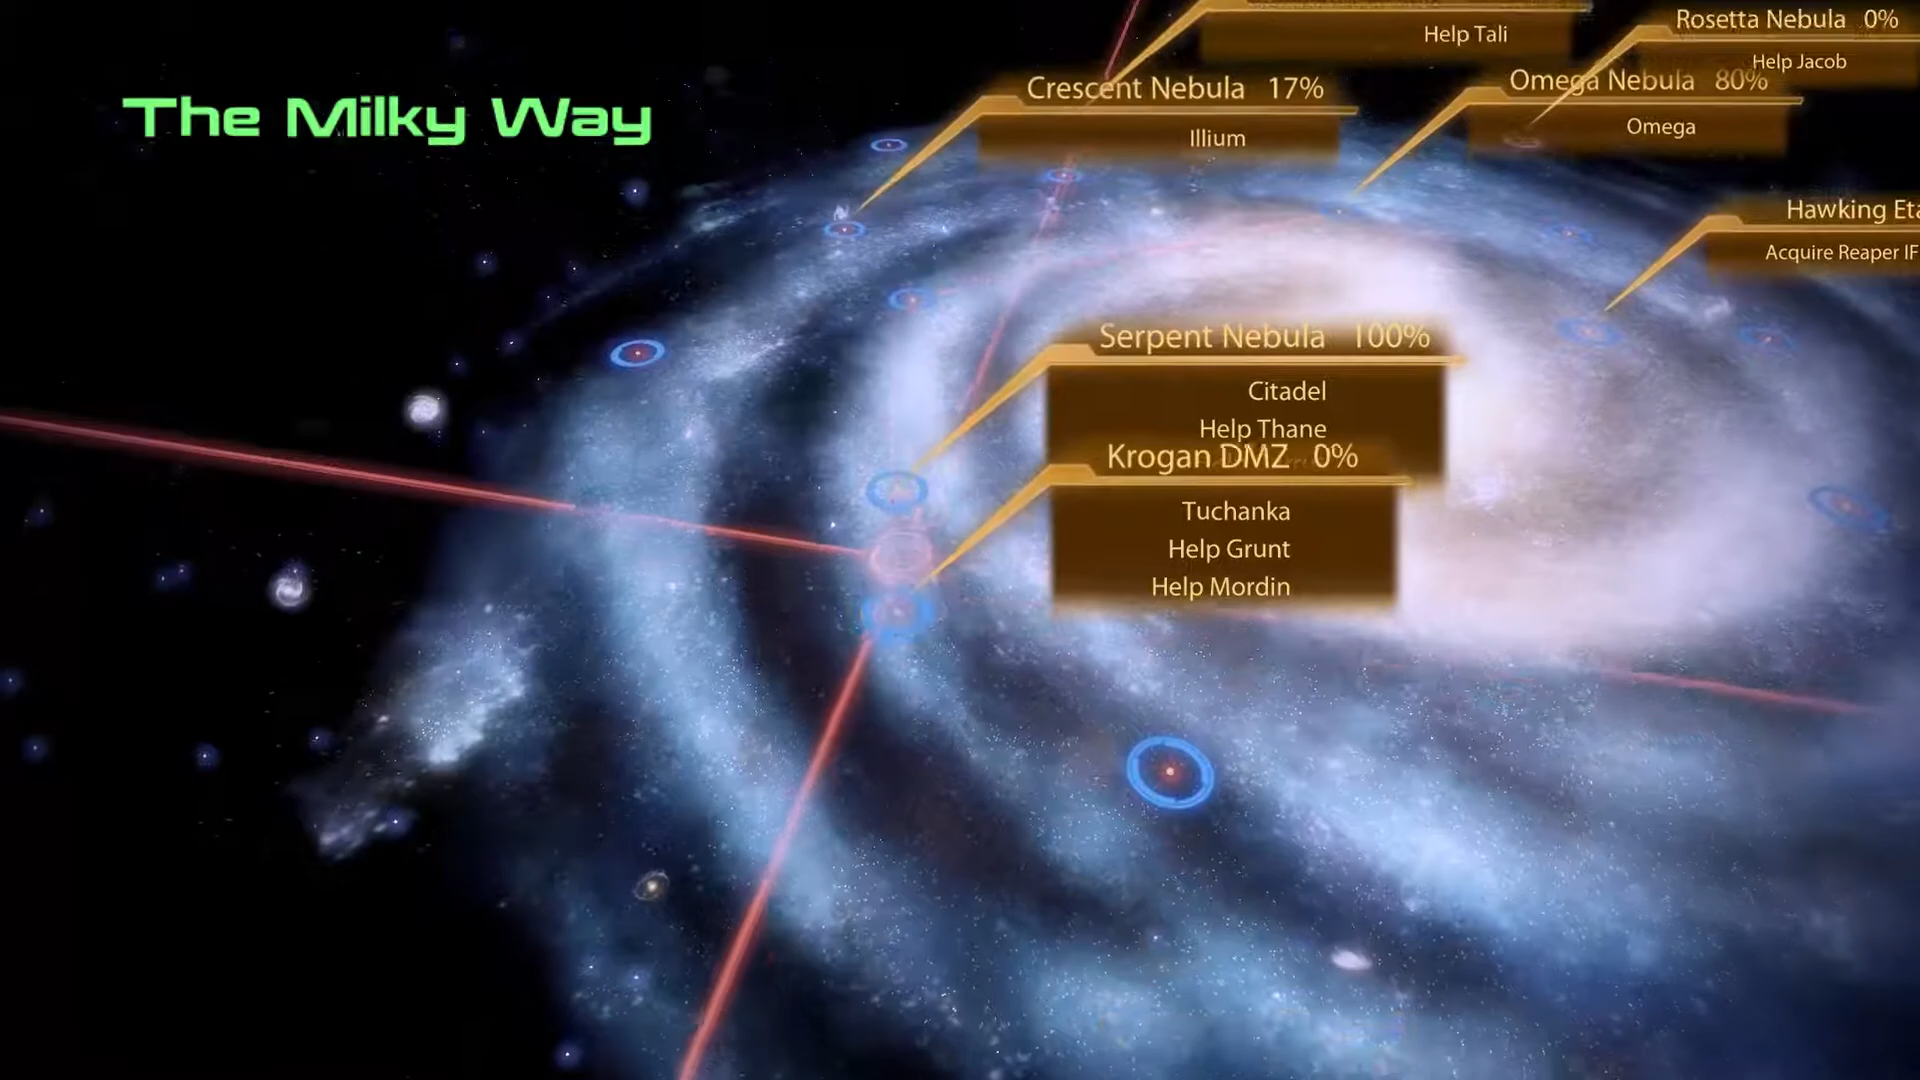 Help Tali
Rosetta Nebula 0%
Help Jacob
The Milky Way
Crescent Nebula 17%
Illium
Omega Nebula 80%
Omega
Hawking Eta
Acquire Reaper IF
Serpent Nebula 100%
Citadel
Help Thane
Krogan DMZ 0%
Tuchanka
Help Grunt
Help Mordin